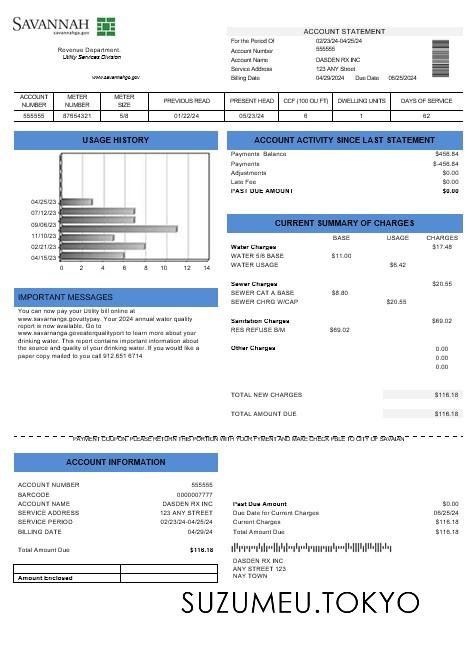 SAVANNAH
savannahga.gov
Revenue Department.
Utility Services Division
www.savannahga.gov
ACCOUNT STATEMENT
For the Period Of 02/23/24-04/25/24
Account Number 555555
Account Name DASDEN RX INC
Service Address 123 ANY Street
Billing Date 04/29/2024 Due Date 06/25/2024
ACCOUNT NUMBER METER NUMBER METER SIZE PREVIOUS READ PRESENT HEAD CCF (100 OU FT) DWELLING UNITS DAYS OF SERVICE
555555 87654321 5/8 01/22/24 05/23/24 6 1 62
USAGE HISTORY
04/25/23
07/12/23
09/06/23
11/10/23
02/21/23
04/15/23
0 2 4 6 8 10 12 14
IMPORTANT MESSAGES
You can now pay your Utility bill online at
www.savannahga.govuttypay. Your 2024 annual water quality
report is now available. Go to
www.savarnanga.goveaterqualityport to learn more about your
drinking water. This report contains important information about
the source and quality of your drinking water. If you would like a
paper copy mailed to you call 912.651 6714
ACCOUNT ACTIVITY SINCE LAST STATEMENT
Payments Balance $456.84
Payments $-456.84
Adjustments $0.00
Late Fee $0.00
PAST DUE AMOUNT $0.00
CURRENT SUMMARY OF CHARGES
BASE USAGE CHARGES
Water Charges $17.48
WATER 5/6 BASE $11.00
WATER USAGE $6.42
Sewer Charges $20.55
SEWER CAT A BASE $8.80
SEWER CHRG W/CAP $20.55
Sanitation Charges $69.02
RES REFUSE B/M $69.02
Other Charges 0.00
0.00
0.00
TOTAL NEW CHARGES $116.18
TOTAL AMOUNT DUE $116.18
PAYMENT COUPON. PLEASE RETURN THIS PORTION WITH YOUR PYMENT AND MAKE CHECK PBLE TO CITY OF SAVAIAN
ACCOUNT INFORMATION
ACCOUNT NUMBER 555555
BARCODE 0000007777
ACCOUNT NAME DASDEN RX INC
SERVICE ADORESS 123 ANY STREET
SERVICE PERIOD 02/23/24-04/25/24
BILLING DATE 04/29/24
Total Amount Due $116.18
Amount Enclosed
Past Due Amount $0.00
Due Date for Current Charges 06/25/24
Current Charges $116.18
Total Amount Due $116.18
DASDEN RX INC
ANY STREET 123
NAY TOWN
SUZUMEU.TOKYO